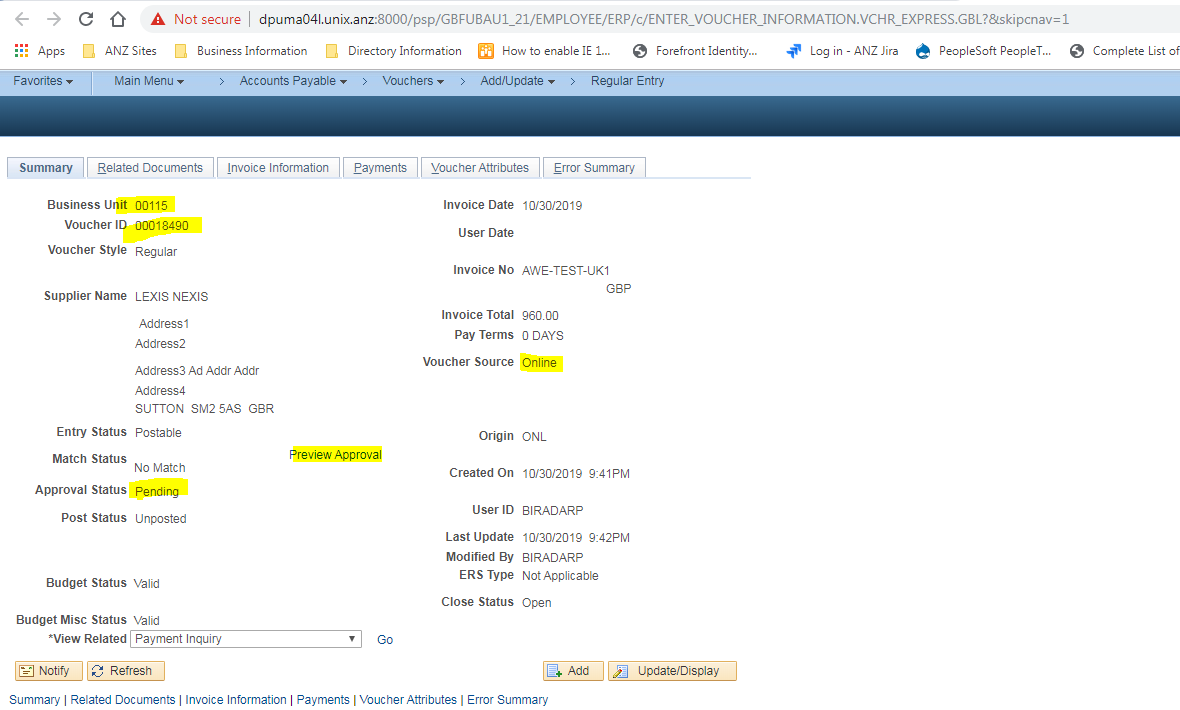 Not secure | dpuma04l.unix.anz:8000/psp/GBFUBAU1_21/EMPLOYEE/ERP/c/ENTER_VOUCHER_INFORMATION.VCHR_EXPRESS.GBL?&skipcnav=1
Apps ANZ Sites Business Information Directory Information How to enable IE 1... Forefront Identity... Log in - ANZ Jira PeopleSoft PeopleT... Complete List of
Favorites Main Menu > Accounts Payable > Vouchers > Add/Update > Regular Entry
Summary Related Documents Invoice Information Payments Voucher Attributes Error Summary
Business Unit 00115 Invoice Date 10/30/2019
Voucher ID 00018490 User Date
Voucher Style Regular
Invoice No AWE-TEST-UK1
GBP
Supplier Name LEXIS NEXIS
Address1 Invoice Total 960.00
Address2 Pay Terms 0 DAYS
Address3 Ad Addr Addr Voucher Source Online
Address4
SUTTON SM2 5AS GBR
Entry Status Postable Origin ONL
Match Status No Match Preview Approval
Created On 10/30/2019 9:41PM
Approval Status Pending
Post Status Unposted User ID BIRADARP
Last Update 10/30/2019 9:42PM
Modified By BIRADARP
Budget Status Valid ERS Type Not Applicable
Close Status Open
Budget Misc Status Valid
*View Related Payment Inquiry Go
Notify Refresh Add Update/Display
Summary | Related Documents | Invoice Information | Payments | Voucher Attributes | Error Summary